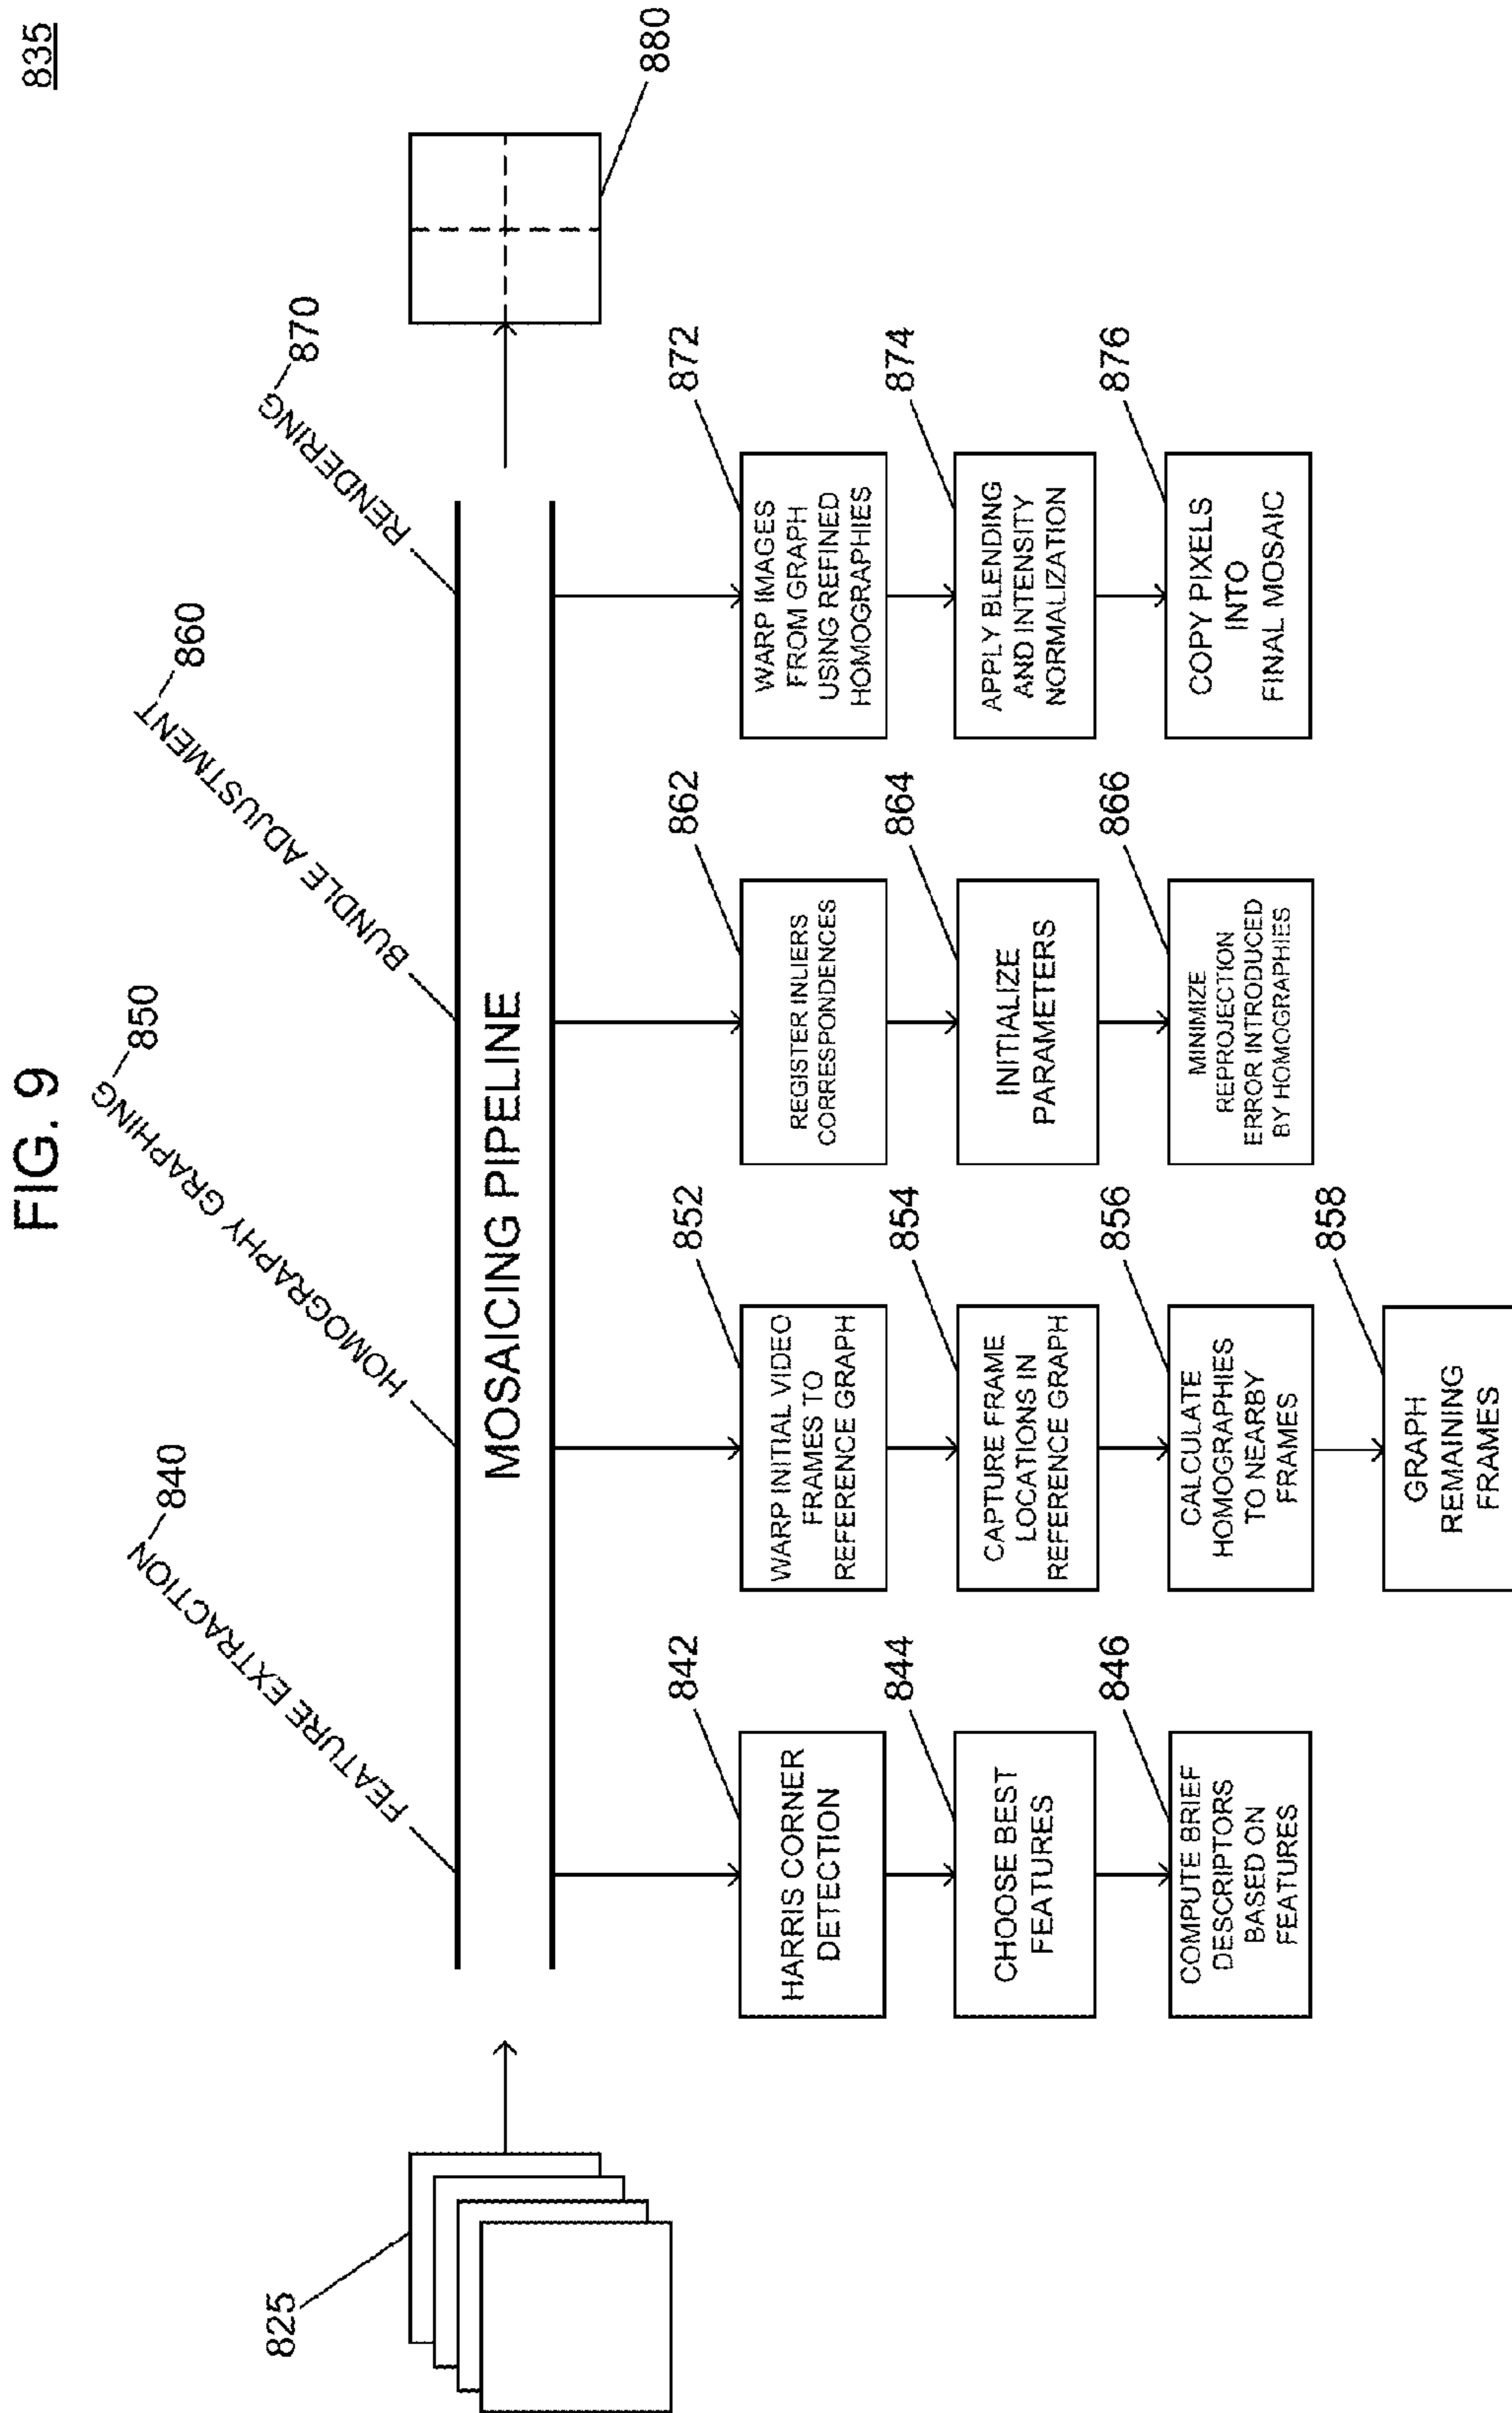 FIG. 9
835
FEATURE EXTRACTION
840
HOMOGRAPHY GRAPHING
850
BUNDLE ADJUSTMENT
860
RENDERING
870
825
MOSAICING PIPELINE
880
842
HARRIS CORNER
DETECTION
844
CHOOSE BEST
FEATURES
846
COMPUTE BRIEF
DESCRIPTORS
BASED ON
FEATURES
852
WARP INITIAL VIDEO
FRAMES TO
REFERENCE GRAPH
854
CAPTURE FRAME
LOCATIONS IN
REFERENCE GRAPH
856
CALCULATE
HOMOGRAPHIES
TO NEARBY
FRAMES
858
GRAPH
REMAINING
FRAMES
862
REGISTER INLIERS
CORRESPONDENCES
864
INITIALIZE
PARAMETERS
866
MINIMIZE
REPROJECTION
ERROR INTRODUCED
BY HOMOGRAPHIES
872
WARP IMAGES
FROM GRAPH
USING REFINED
HOMOGRAPHIES
874
APPLY BLENDING
AND INTENSITY
NORMALIZATION
876
COPY PIXELS
INTO
FINAL MOSAIC